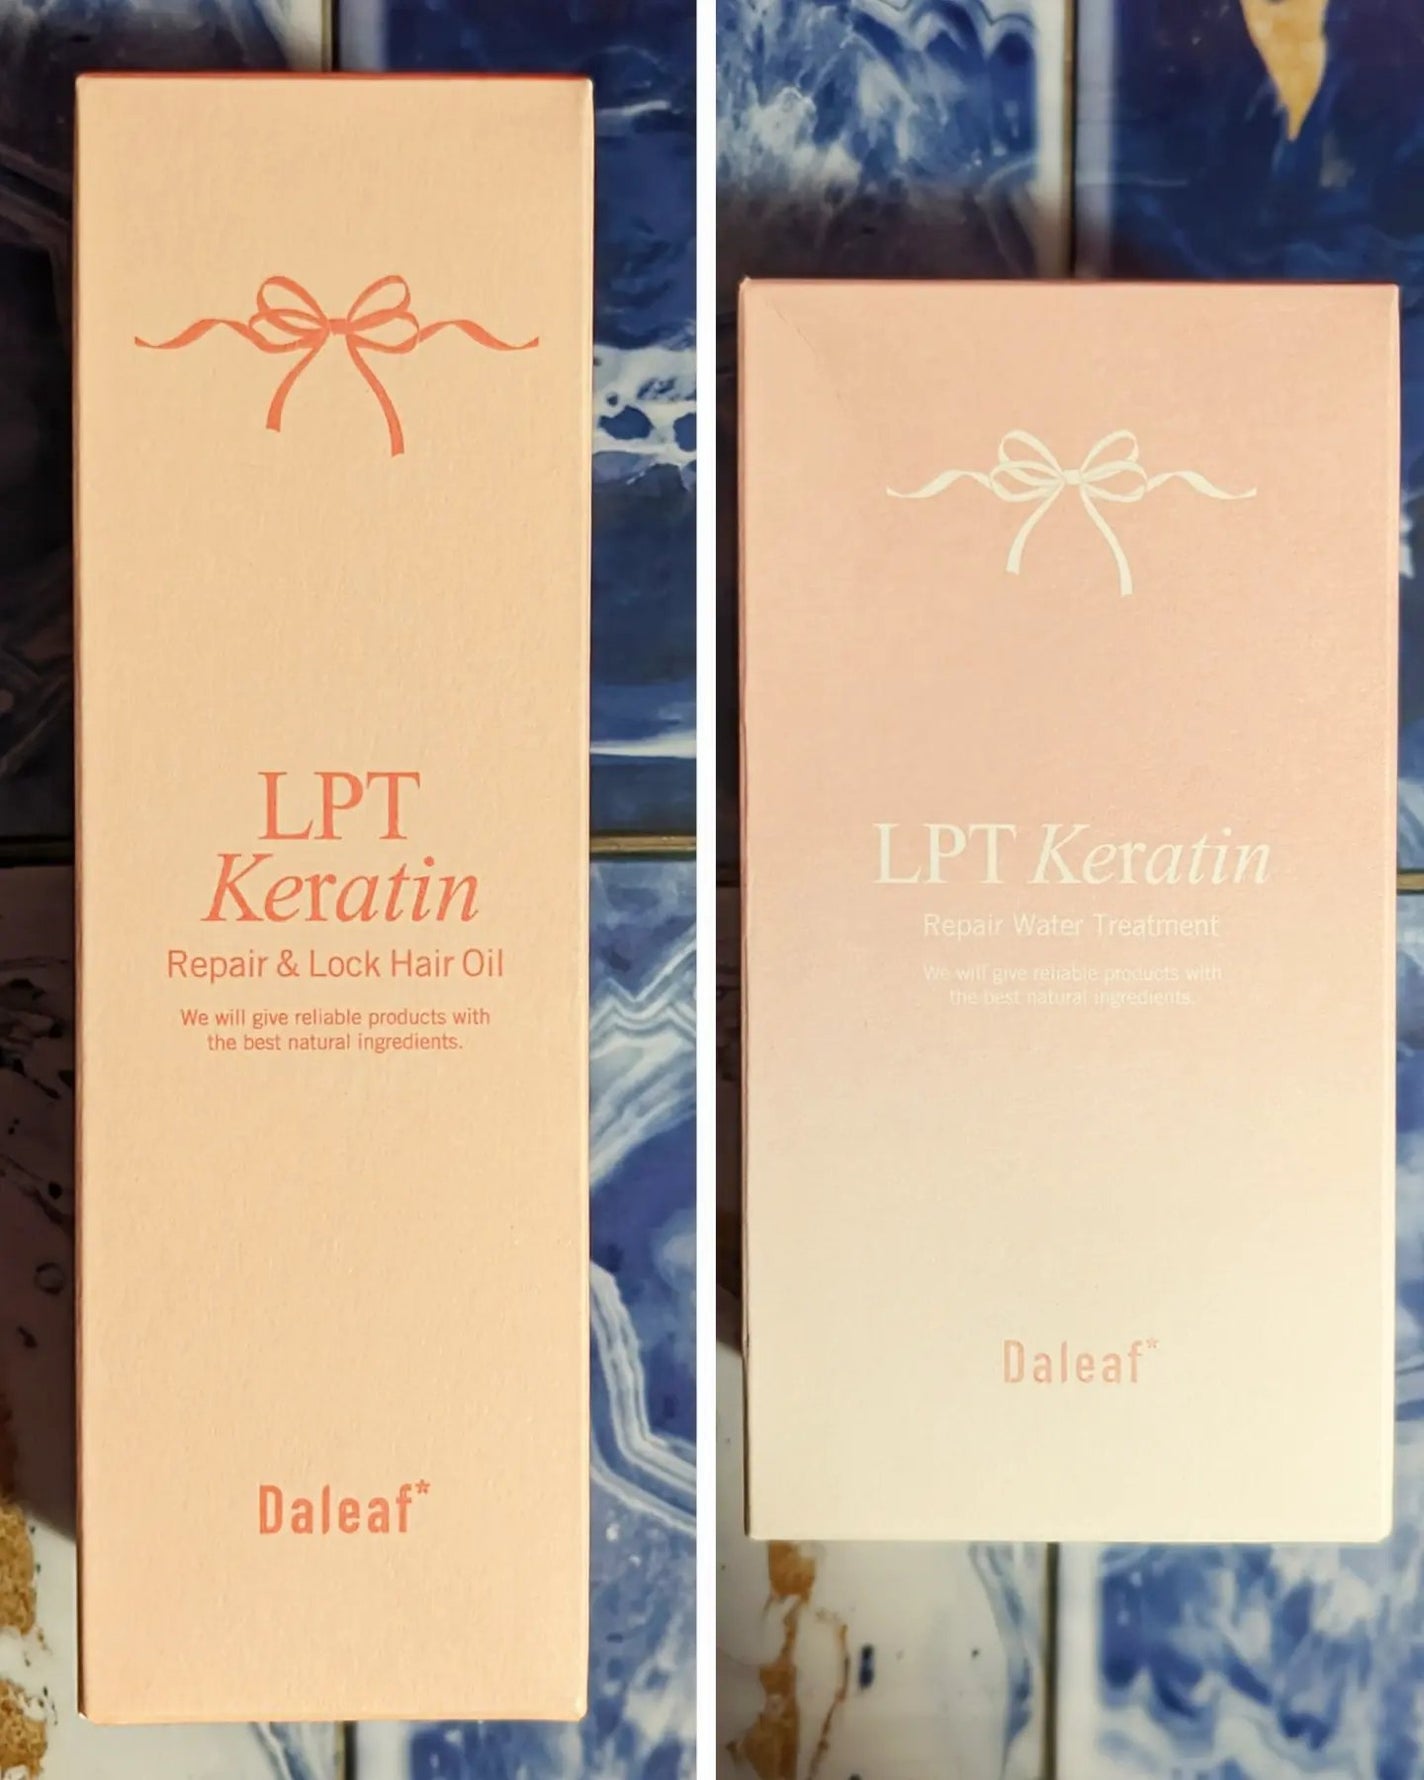 LPT
Keratin
Repair & Lock Hair Oil
We will give reliable products with
the best natural ingredients.
Daleaf*
LPT Keratin
Repair Water Treatment
We will give reliable products with
the best natural ingredients.
Daleaf*